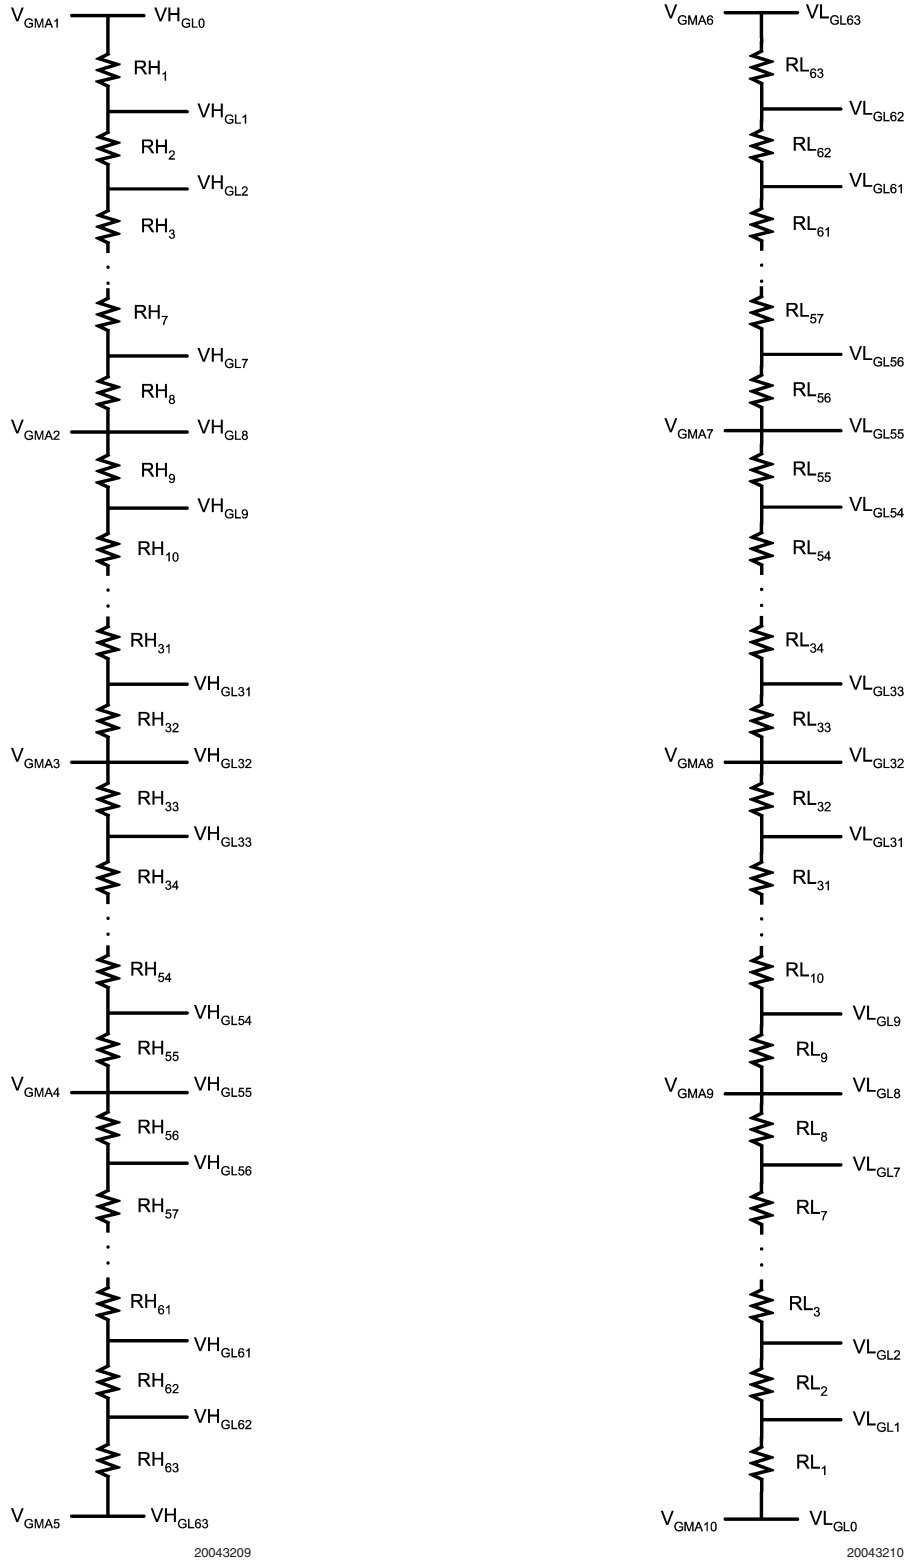 VGMA1 VHGL0
RH1
VHGL1
RH2
VHGL2
RH3
RH7
VHGL7
RH8
VGMA2 VHGL8
RH9
VHGL9
RH10
RH31
VHGL31
RH32
VGMA3 VHGL32
RH33
VHGL33
RH34
RH54
VHGL54
RH55
VGMA4 VHGL55
RH56
VHGL56
RH57
RH61
VHGL61
RH62
VHGL62
RH63
VGMA5 VHGL63
20043209
VGMA6 VLGL63
RL63
VLGL62
RL62
VLGL61
RL61
RL57
VLGL56
RL56
VGMA7 VLGL55
RL55
VLGL54
RL54
RL34
VLGL33
RL33
VGMA8 VLGL32
RL32
VLGL31
RL31
RL10
VLGL9
RL9
VGMA9 VLGL8
RL8
VLGL7
RL7
RL3
VLGL2
RL2
VLGL1
RL1
VGMA10 VLGL0
20043210